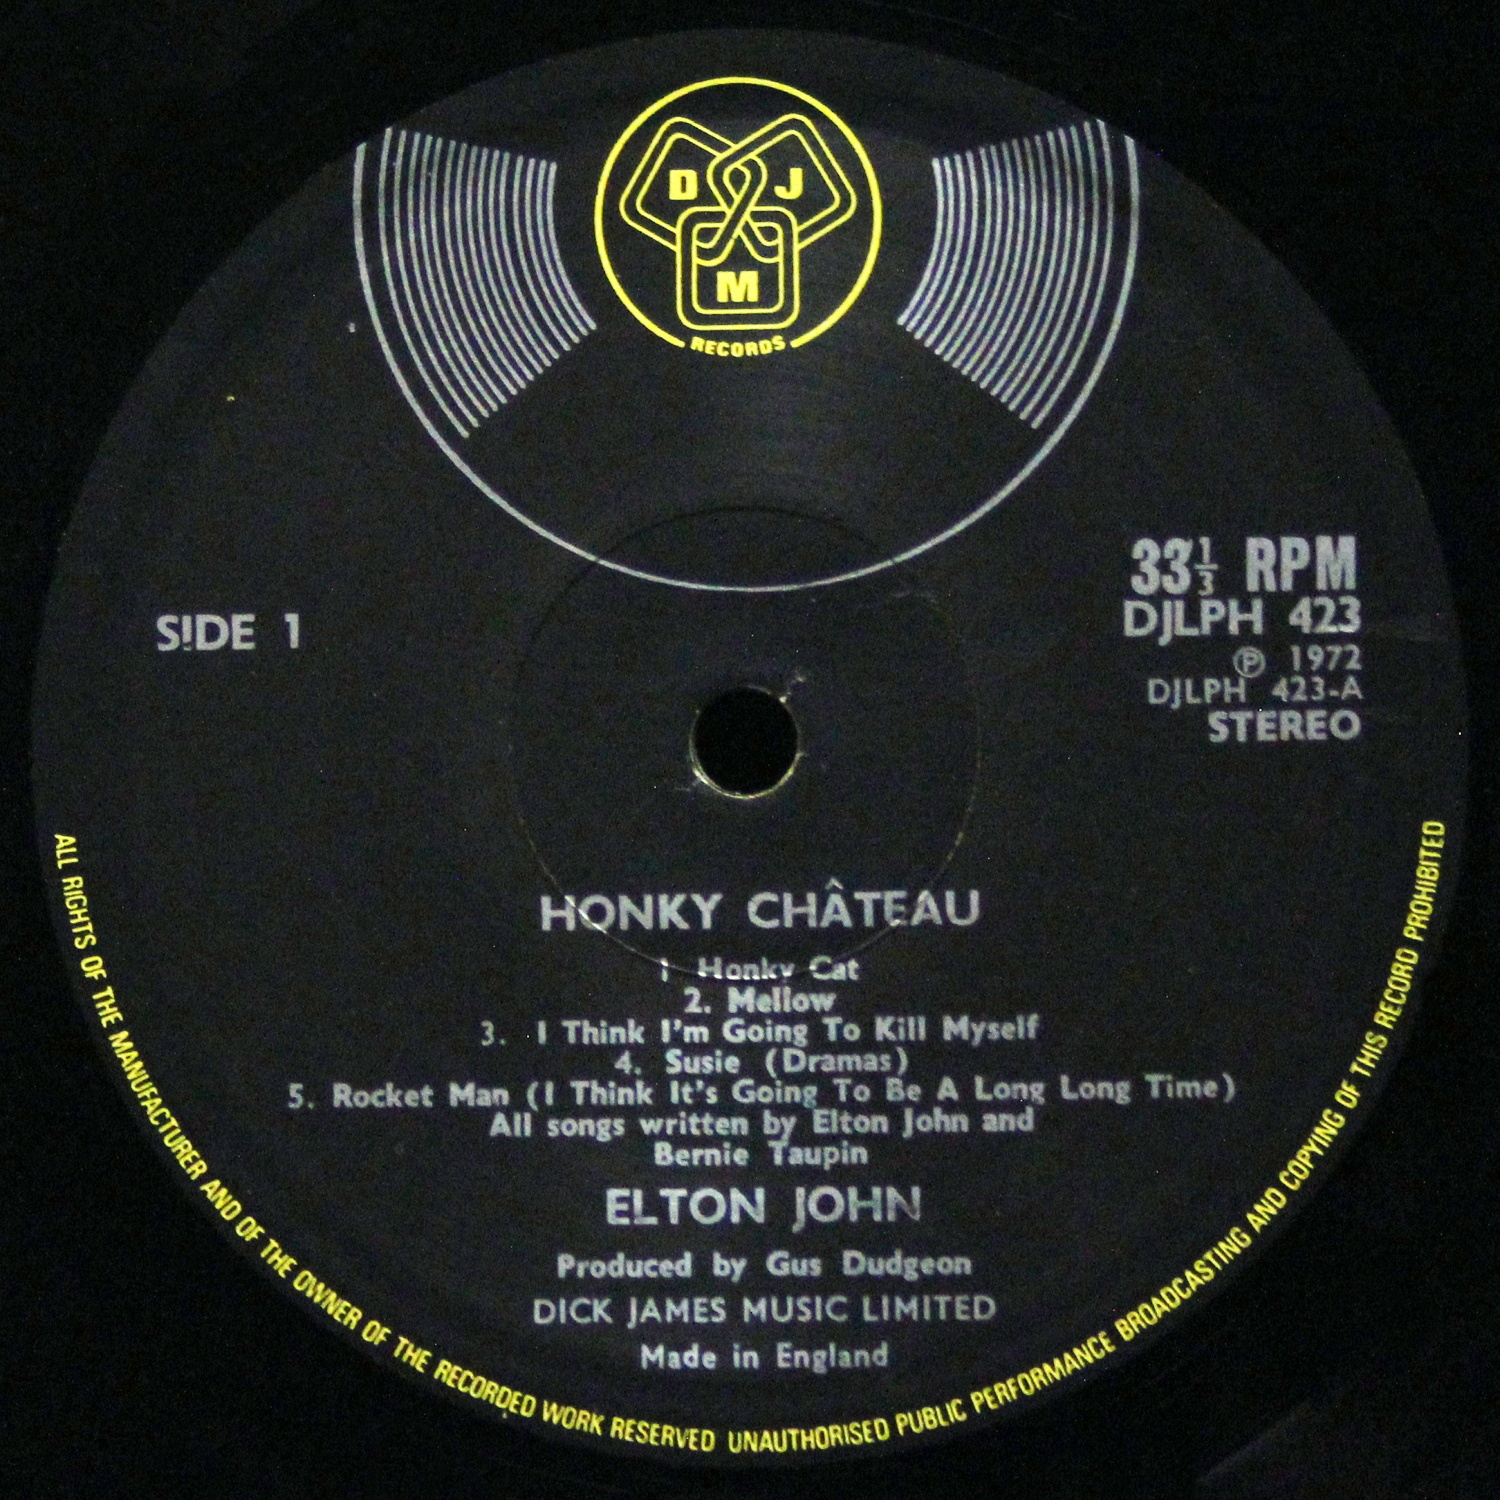 D J
M
RECORDS
33 1/3 RPM
DJLPH 423
SIDE 1
Ⓟ 1972
DJLPH 423-A
STEREO
HONKY CHÂTEAU
1 Honky Cat
2. Mellow
3. I Think I'm Going To Kill Myself
4. Susie (Dramas)
5. Rocket Man (I Think It's Going To Be A Long Long Time)
All songs written by Elton John and
Bernie Taupin
ELTON JOHN
Produced by Gus Dudgeon
DICK JAMES MUSIC LIMITED
Made in England
ALL RIGHTS OF THE MANUFACTURER AND OF THE OWNER OF THE RECORDED WORK RESERVED UNAUTHORISED PUBLIC PERFORMANCE BROADCASTING AND COPYING OF THIS RECORD PROHIBITED